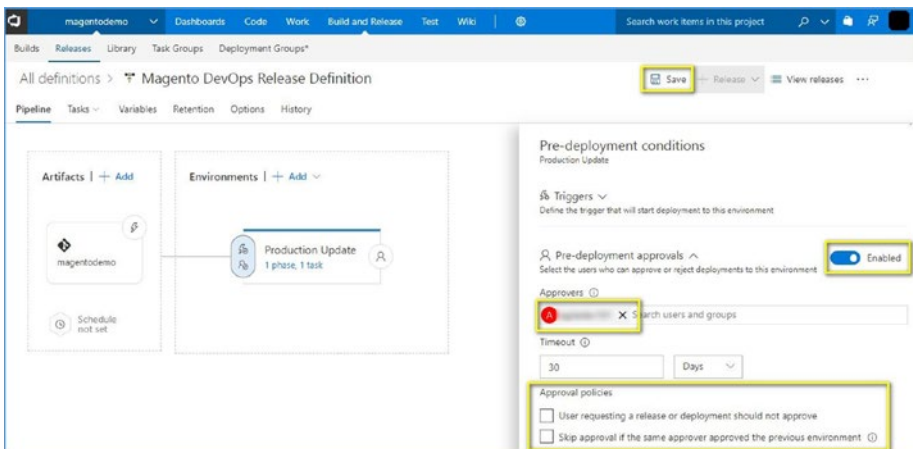 magentodemo Dashboards Code Work Build and Release Test Wiki Search work items in this project
Builds Releases Library Task Groups Deployment Groups*
All definitions > Magento DevOps Release Definition Save + Release View releases ...
Pipeline Tasks Variables Retention Options History
Pre-deployment conditions
Production Update
Artifacts | + Add Environments | + Add
Triggers
Define the trigger that will start deployment to this environment
magentodemo
Production Update
1 phase, 1 task
Pre-deployment approvals Enabled
Select the users who can approve or reject deployments to this environment
Approvers
A X Search users and groups
Schedule
not set
Timeout
30 Days
Approval policies
User requesting a release or deployment should not approve
Skip approval if the same approver approved the previous environment